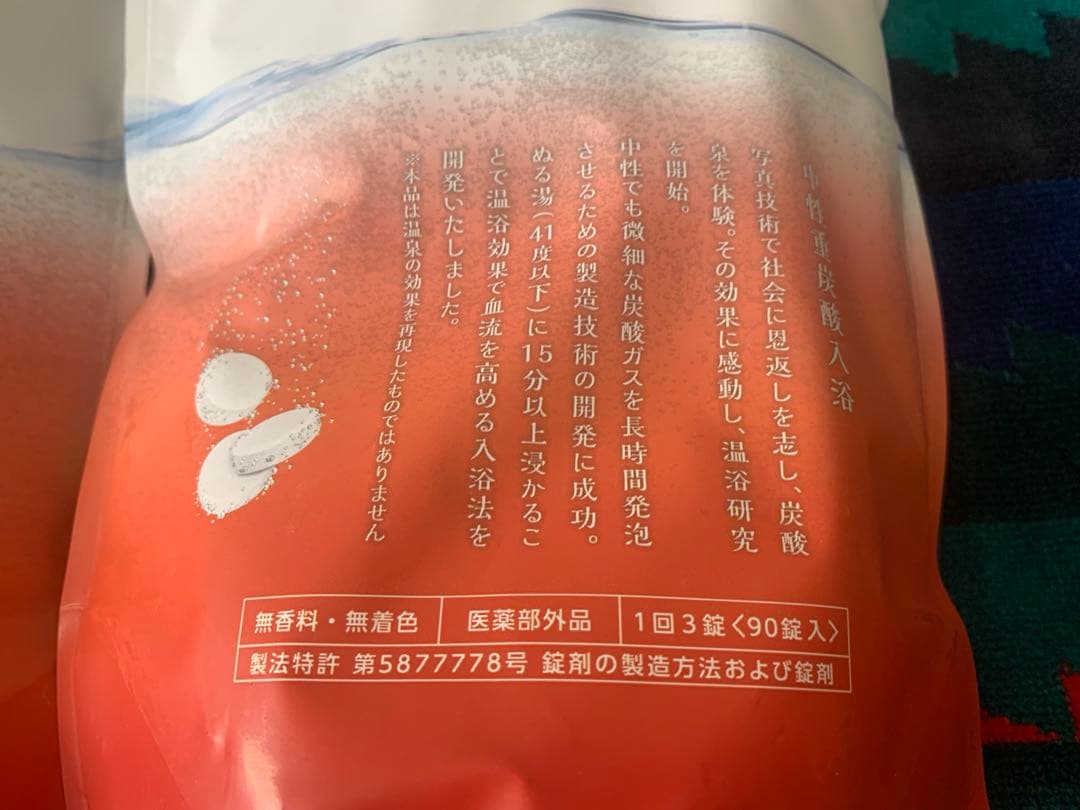 中性重炭酸入浴
写真技術で社会に恩返しを志し、炭酸
泉を体験。その効果に感動し、温浴研究
を開始。
中性でも微細な炭酸ガスを長時間発泡
させるための製造技術の開発に成功。
ぬる湯(41度以下)に15分以上浸かるこ
とで温浴効果で血流を高める入浴法を
開発いたしました。
※本品は温泉の効果を再現したものではありません
無香料・無着色 医薬部外品 1回3錠〈90錠入〉
製法特許 第5877778号 錠剤の製造方法および錠剤